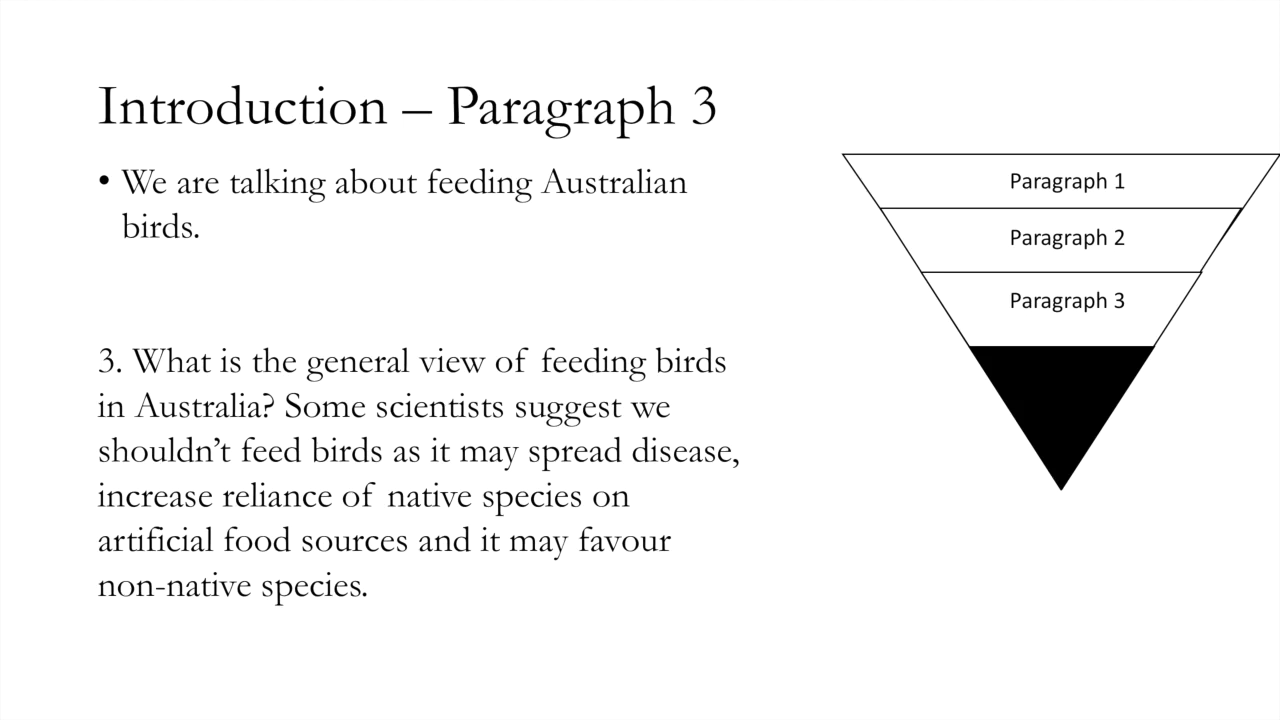 Introduction – Paragraph 3
• We are talking about feeding Australian
birds.
3. What is the general view of feeding birds
in Australia? Some scientists suggest we
shouldn’t feed birds as it may spread disease,
increase reliance of native species on
artificial food sources and it may favour
non-native species.
Paragraph 1
Paragraph 2
Paragraph 3